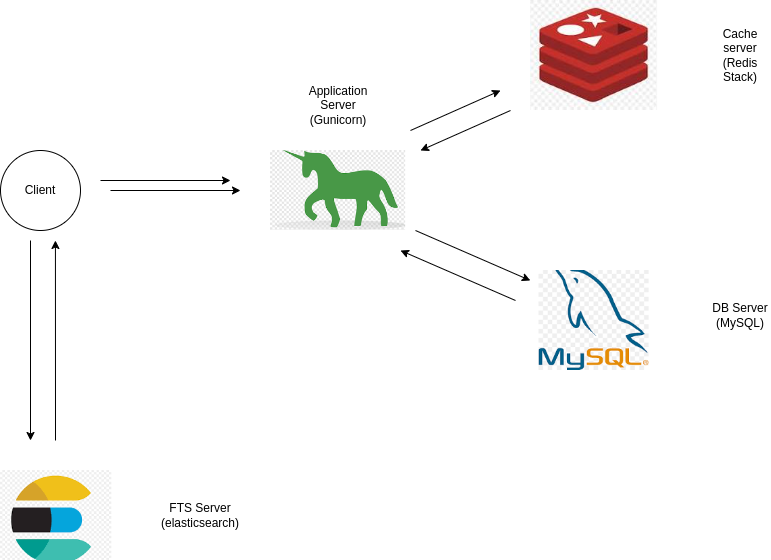 Cache
server
(Redis
Stack)
Application
Server
(Gunicorn)
Client
DB Server
(MySQL)
MySQL®
FTS Server
(elasticsearch)